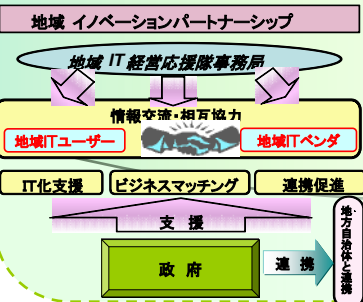 地域 イノベーションパートナーシップ
地域 IT 経営応援隊事務局
情報交流・相互協力
地域ITユーザー
地域ITベンダ
IT化支援
ビジネスマッチング
連携促進
支 援
政 府
連 携
地方自治体と連携